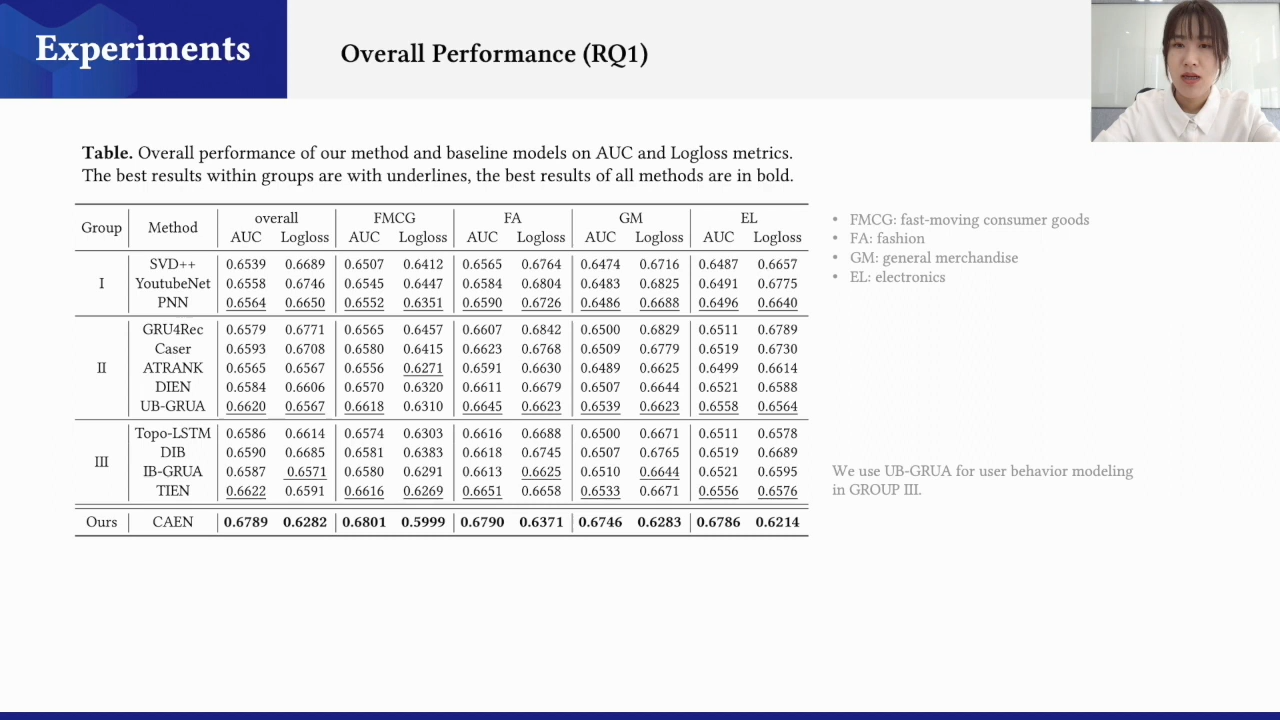 Experiments
Overall Performance (RQ1)
Table. Overall performance of our method and baseline models on AUC and Logloss metrics.
The best results within groups are with underlines, the best results of all methods are in bold.
Group Method overall FMCG FA GM EL
AUC Logloss AUC Logloss AUC Logloss AUC Logloss AUC Logloss
SVD++ 0.6539 0.6689 0.6507 0.6412 0.6565 0.6764 0.6474 0.6716 0.6487 0.6657
I YoutubeNet 0.6558 0.6746 0.6545 0.6447 0.6584 0.6804 0.6483 0.6825 0.6491 0.6775
PNN 0.6564 0.6650 0.6552 0.6351 0.6590 0.6726 0.6486 0.6688 0.6496 0.6640
GRU4Rec 0.6579 0.6771 0.6565 0.6457 0.6607 0.6842 0.6500 0.6829 0.6511 0.6789
Caser 0.6593 0.6708 0.6580 0.6415 0.6623 0.6768 0.6509 0.6779 0.6519 0.6730
II ATRANK 0.6565 0.6567 0.6556 0.6271 0.6591 0.6630 0.6489 0.6625 0.6499 0.6614
DIEN 0.6584 0.6606 0.6570 0.6320 0.6611 0.6679 0.6507 0.6644 0.6521 0.6588
UB-GRUA 0.6620 0.6567 0.6618 0.6310 0.6645 0.6623 0.6539 0.6623 0.6558 0.6564
Topo-LSTM 0.6586 0.6614 0.6574 0.6303 0.6616 0.6688 0.6500 0.6671 0.6511 0.6578
DIB 0.6590 0.6685 0.6581 0.6383 0.6618 0.6745 0.6507 0.6765 0.6519 0.6689
III IB-GRUA 0.6587 0.6571 0.6580 0.6291 0.6613 0.6625 0.6510 0.6644 0.6521 0.6595
TIEN 0.6622 0.6591 0.6616 0.6269 0.6651 0.6658 0.6533 0.6671 0.6556 0.6576
Ours CAEN 0.6789 0.6282 0.6801 0.5999 0.6790 0.6371 0.6746 0.6283 0.6786 0.6214
• FMCG: fast-moving consumer goods
• FA: fashion
• GM: general merchandise
• EL: electronics
We use UB-GRUA for user behavior modeling
in GROUP III.